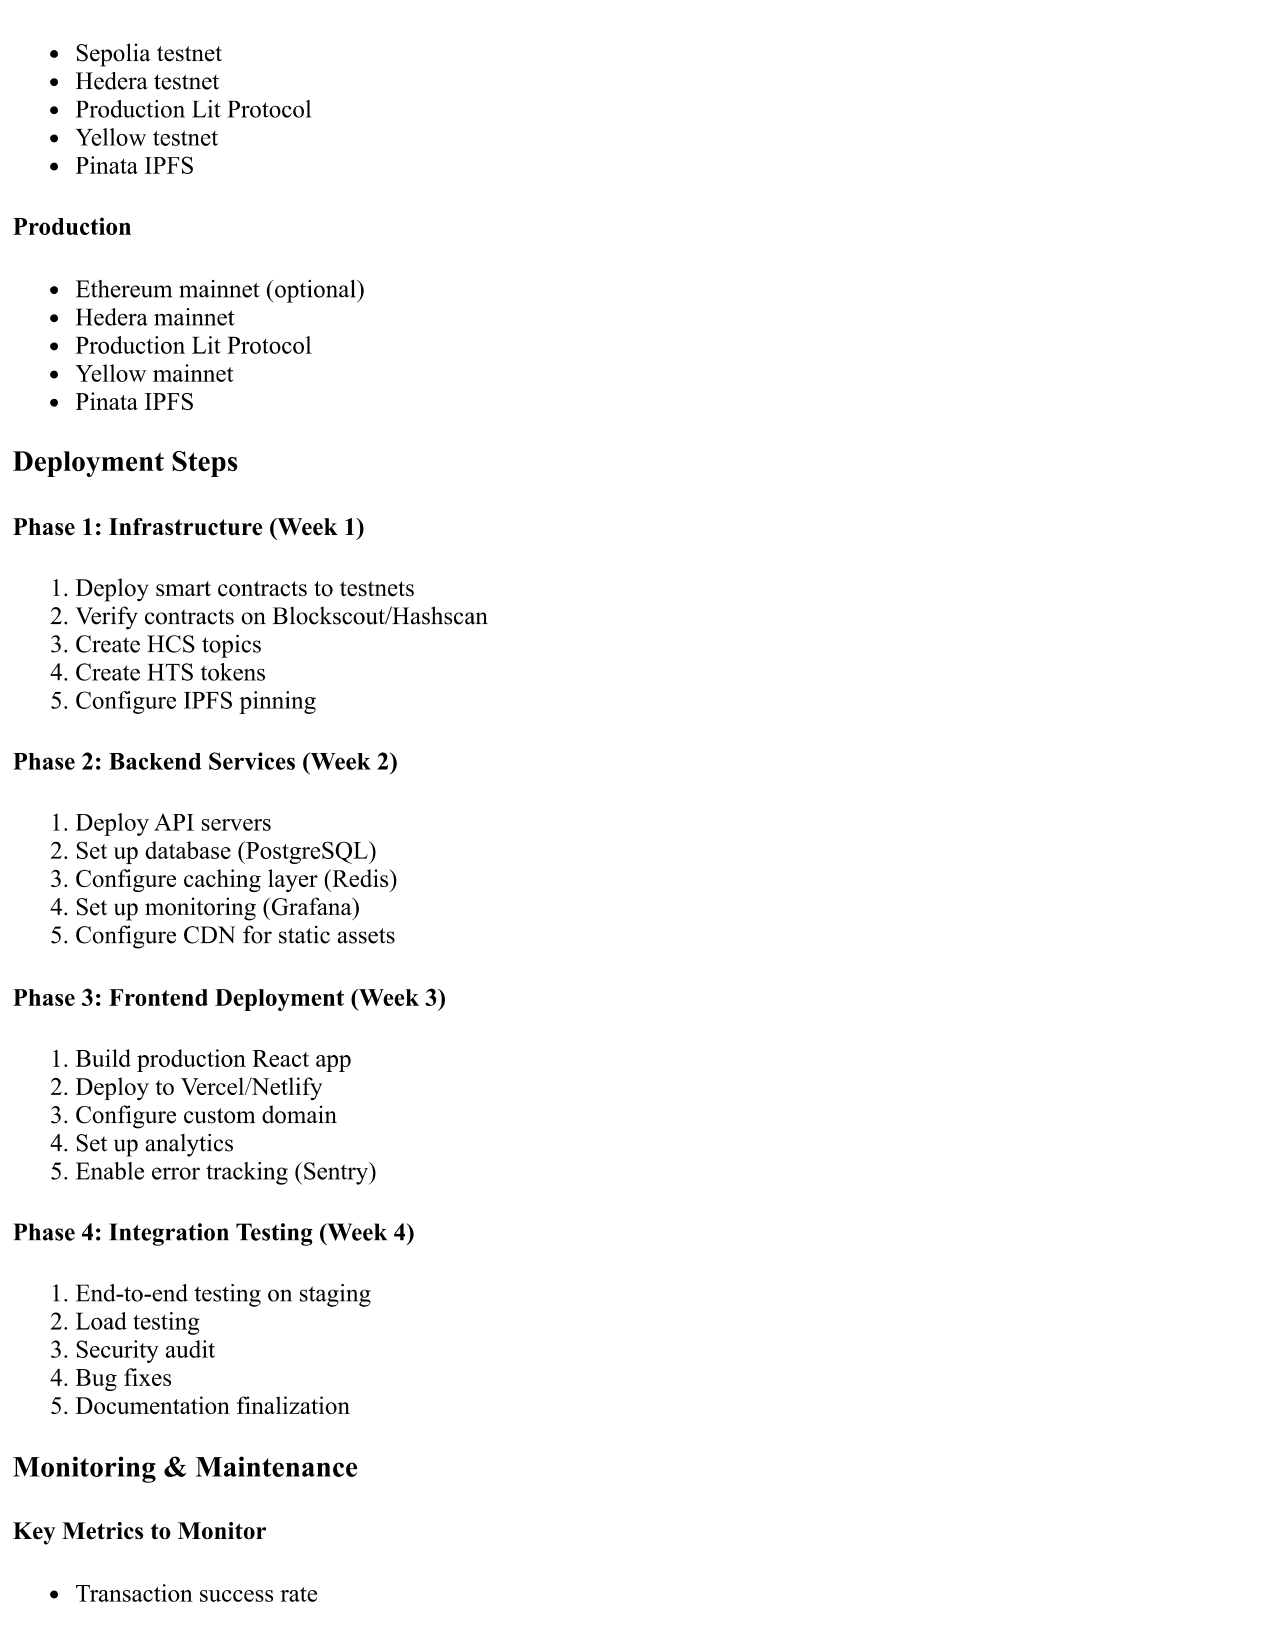 • Sepolia testnet
• Hedera testnet
• Production Lit Protocol
• Yellow testnet
• Pinata IPFS
Production
• Ethereum mainnet (optional)
• Hedera mainnet
• Production Lit Protocol
• Yellow mainnet
• Pinata IPFS
Deployment Steps
Phase 1: Infrastructure (Week 1)
1. Deploy smart contracts to testnets
2. Verify contracts on Blockscout/Hashscan
3. Create HCS topics
4. Create HTS tokens
5. Configure IPFS pinning
Phase 2: Backend Services (Week 2)
1. Deploy API servers
2. Set up database (PostgreSQL)
3. Configure caching layer (Redis)
4. Set up monitoring (Grafana)
5. Configure CDN for static assets
Phase 3: Frontend Deployment (Week 3)
1. Build production React app
2. Deploy to Vercel/Netlify
3. Configure custom domain
4. Set up analytics
5. Enable error tracking (Sentry)
Phase 4: Integration Testing (Week 4)
1. End-to-end testing on staging
2. Load testing
3. Security audit
4. Bug fixes
5. Documentation finalization
Monitoring & Maintenance
Key Metrics to Monitor
• Transaction success rate